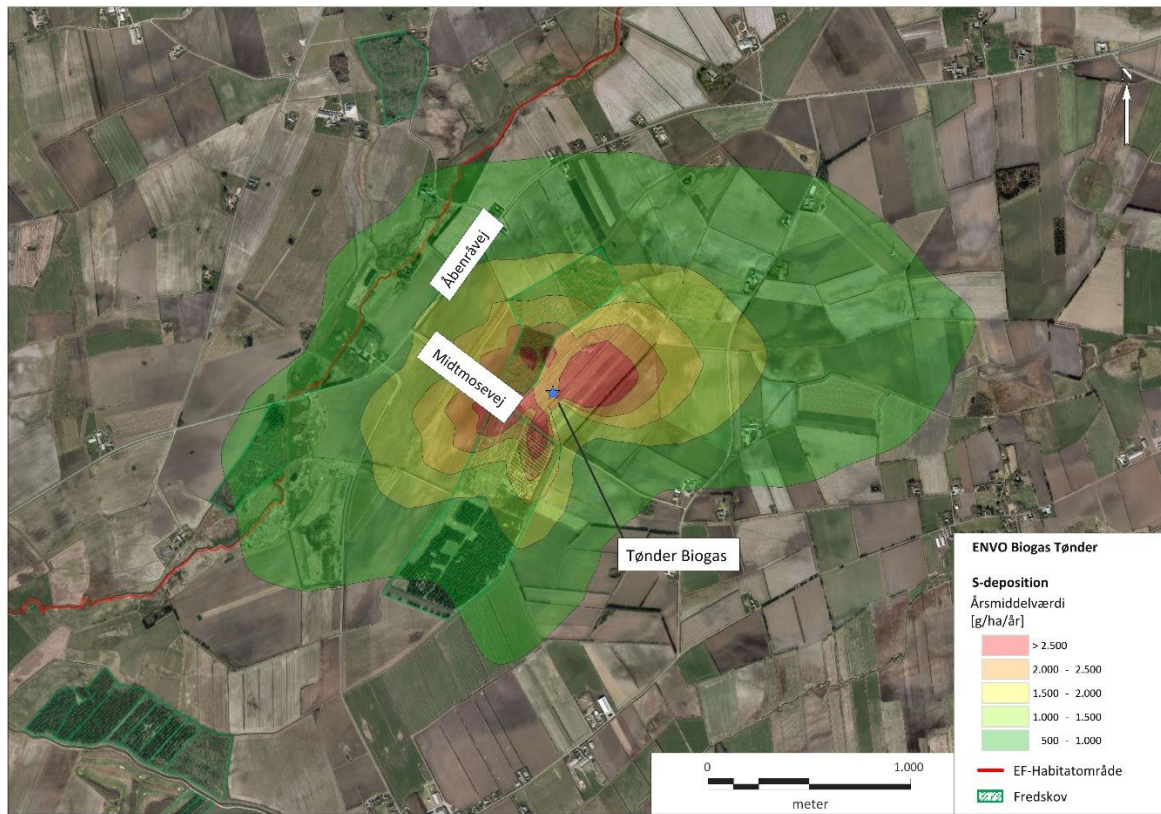 N
Åbenråvej
Midtmosevej
Tønder Biogas
ENVO Biogas Tønder
S-deposition
Årsmiddelværdi
[g/ha/år]
> 2.500
2.000 - 2.500
1.500 - 2.000
1.000 - 1.500
500 - 1.000
EF-Habitatområde
Fredskov
0 1.000
meter